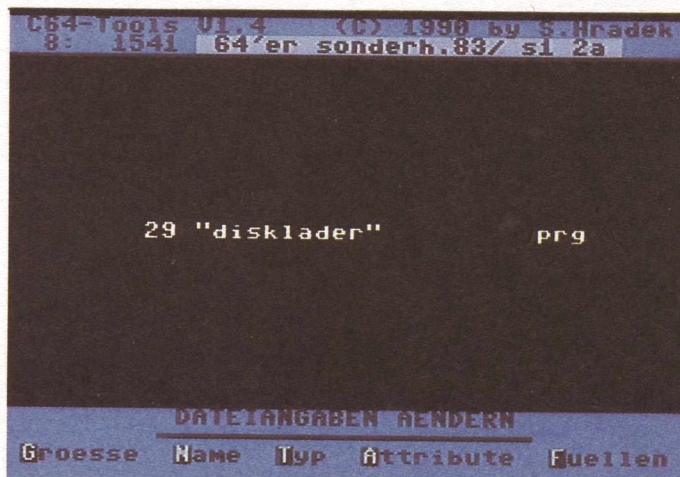 C64-Tools V1.4 (C) 1990 by S.Hradek
8: 1541 64'er sonderh.83/ s1 2a
29 "disklader" prg
DATEIANGABEN AENDERN
Groesse Name Typ Attribute Fuellen